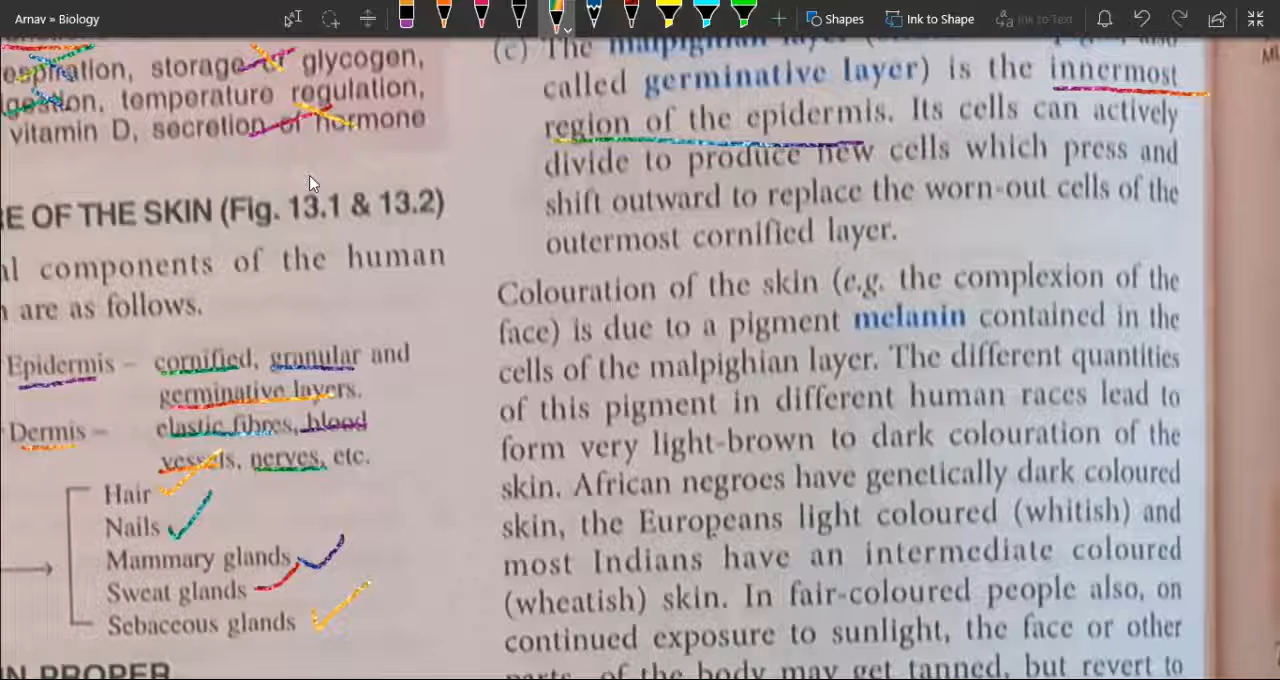 Arnav » Biology
Shapes
Ink to Shape
Ink to Text
storage of glycogen,
temperature regulation,
vitamin D, secretion of hormone
E OF THE SKIN (Fig. 13.1 & 13.2)
components of the human
are as follows.
Epidermis – cornified, granular and
germinative layers.
Dermis – elastic fibres, blood
vessels, nerves, etc.
Hair
Nails
Mammary glands
Sweat glands
Sebaceous glands
N PROPER
(c) The malpighian layer
called germinative layer) is the innermost
region of the epidermis. Its cells can actively
divide to produce new cells which press and
shift outward to replace the worn-out cells of the
outermost cornified layer.
Colouration of the skin (e.g. the complexion of the
face) is due to a pigment melanin contained in the
cells of the malpighian layer. The different quantities
of this pigment in different human races lead to
form very light-brown to dark colouration of the
skin. African negroes have genetically dark coloured
skin, the Europeans light coloured (whitish) and
most Indians have an intermediate coloured
(wheatish) skin. In fair-coloured people also, on
continued exposure to sunlight, the face or other
parts of the body may get tanned, but revert to